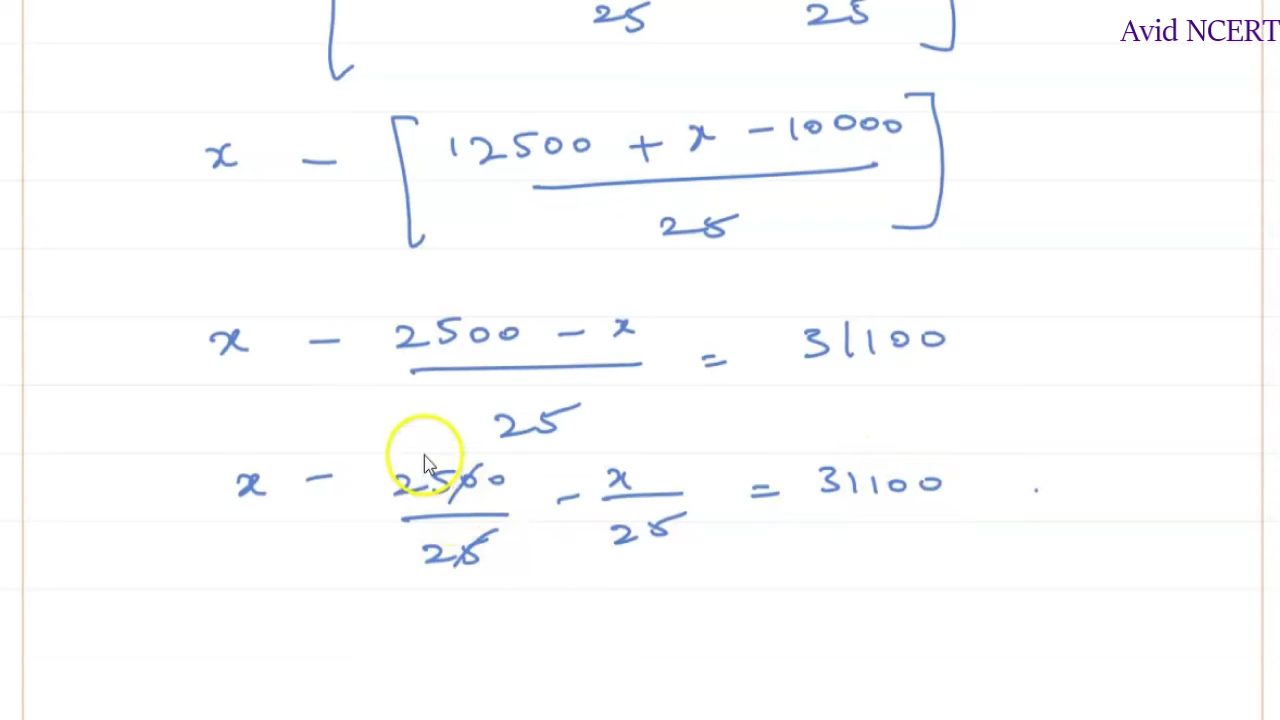 25 25
Avid NCERT
x - [ 12500 + x - 10000
25 ]
x - 2500 - x = 31100
25
x - 2500 - x = 31100 .
25 25